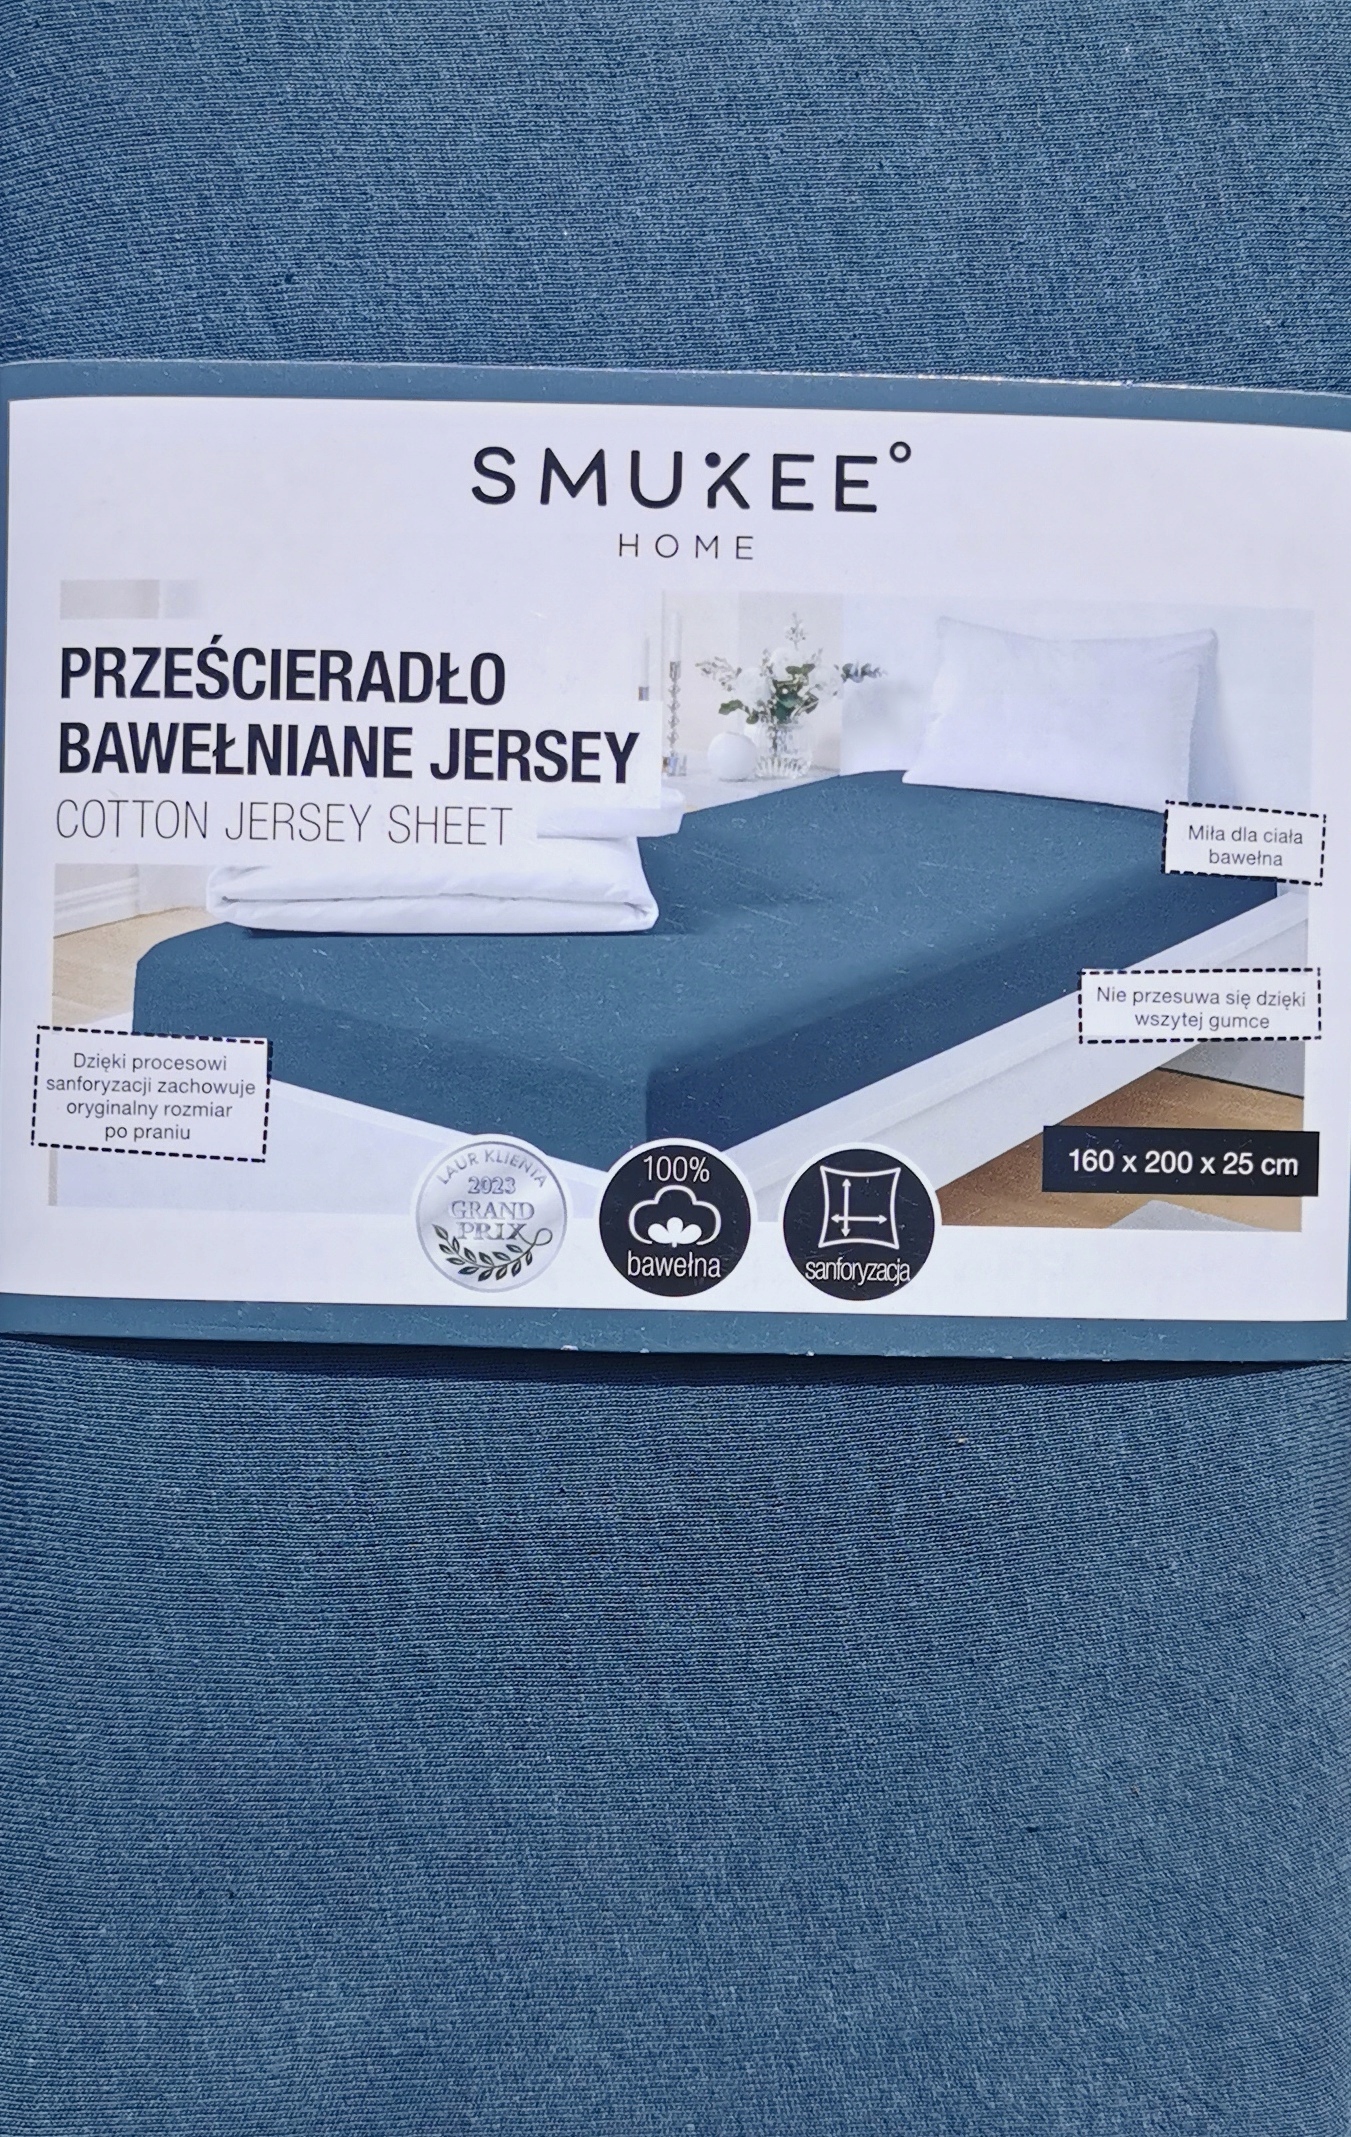 SMUKEE°
HOME
PRZEŚCIERADŁO
BAWEŁNIANE JERSEY
COTTON JERSEY SHEET
Miła dla ciała
bawełna
Nie przesuwa się dzięki
wszytej gumce
Dzięki procesowi
sanforyzacji zachowuje
oryginalny rozmiar
po praniu
160 x 200 x 25 cm
LAUR KLIENTA
2023
GRAND
PRIX
100%
bawełna
sanforyzacja